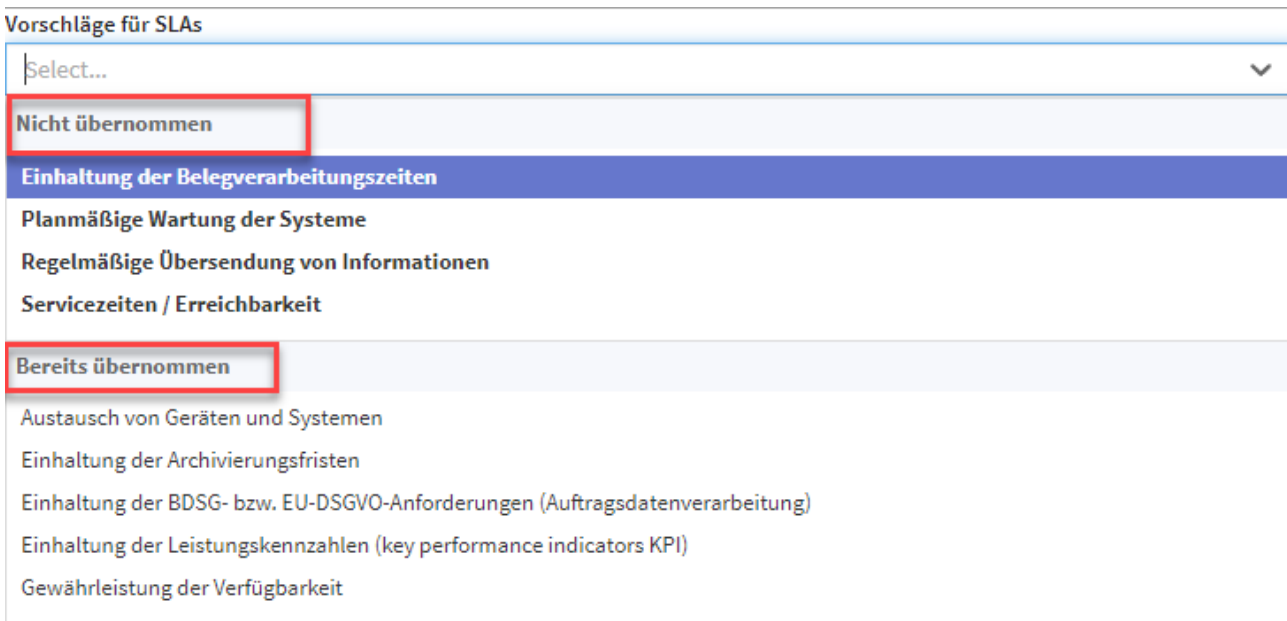 Vorschläge für SLAs
Select...
Nicht übernommen
Einhaltung der Belegverarbeitungszeiten
Planmäßige Wartung der Systeme
Regelmäßige Übersendung von Informationen
Servicezeiten / Erreichbarkeit
Bereits übernommen
Austausch von Geräten und Systemen
Einhaltung der Archivierungsfristen
Einhaltung der BDSG- bzw. EU-DSGVO-Anforderungen (Auftragsdatenverarbeitung)
Einhaltung der Leistungskennzahlen (key performance indicators KPI)
Gewährleistung der Verfügbarkeit